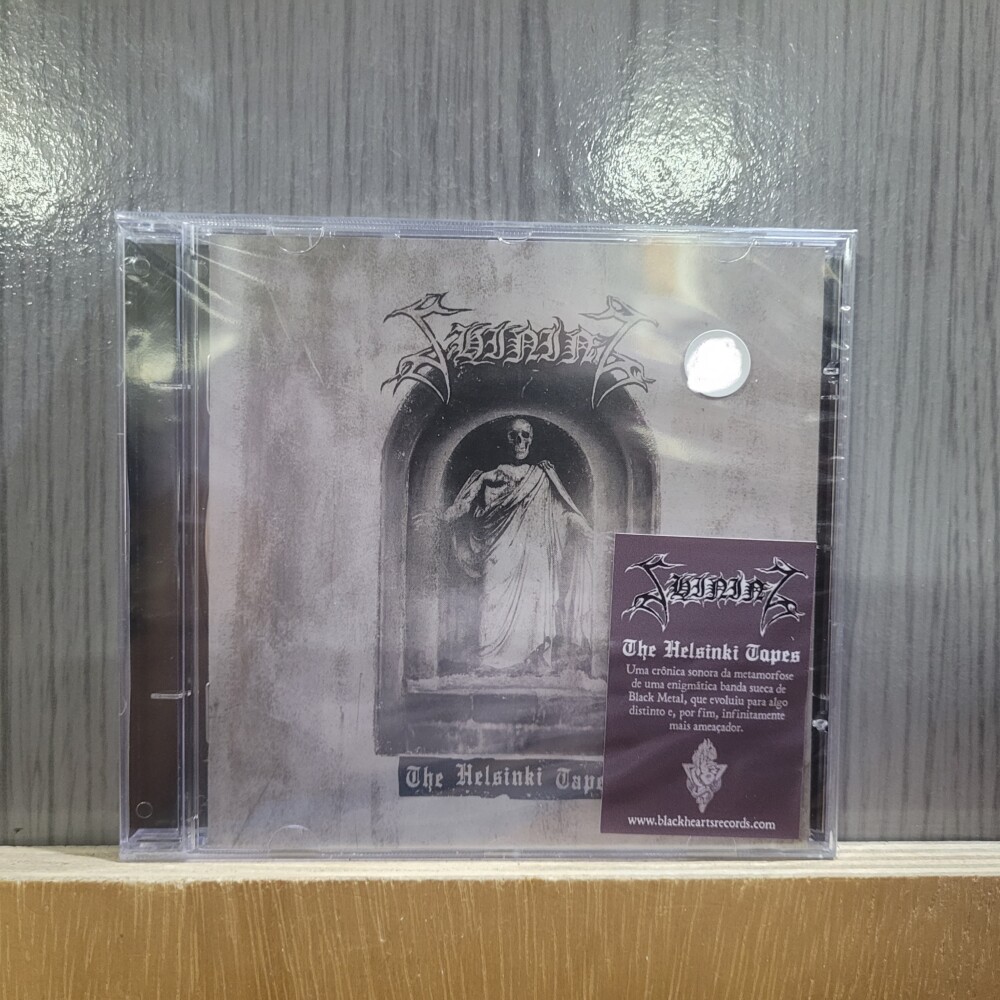 SHINING
The Helsinki Tape
SHINING
The Helsinki Tapes
Uma crônica sonora da metamorfose
de uma enigmática banda sueca de
Black Metal, que evoluiu para algo
distinto e, por fim, infinitamente
mais ameaçador.
www.blackheartsrecords.com